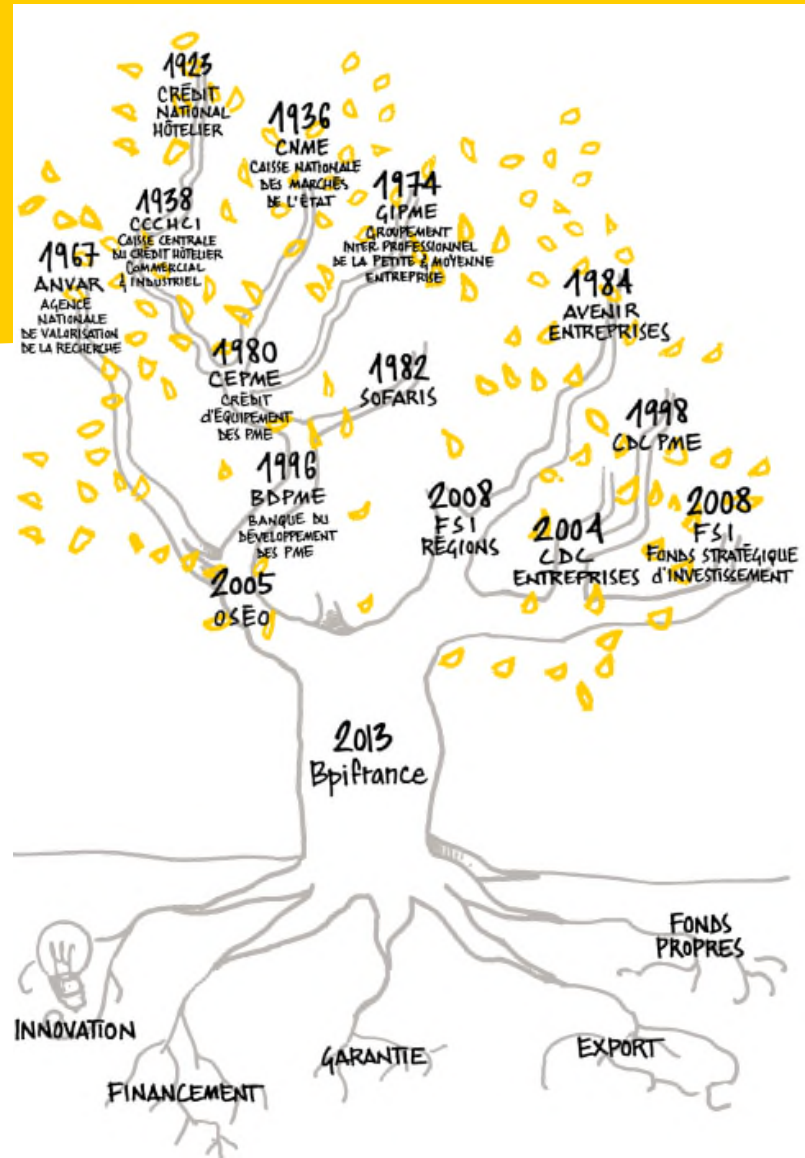 1923
CRÉDIT
NATIONAL
HÔTELIER
1936
CNME
CAISSE NATIONALE
DES MARCHÉS
DE L'ÉTAT
1974
GIPME
GROUPEMENT
INTER PROFESSIONNEL
DE LA PETITE & MOYENNE
ENTREPRISE
1938
CCCHCI
CAISSE CENTRALE
DU CRÉDIT HÔTELIER
COMMERCIAL
& INDUSTRIEL
1967
ANVAR
AGENCE
NATIONALE
DE VALORISATION
DE LA RECHERCHE
1984
AVENIR
ENTREPRISES
1980
CEPME
CRÉDIT
d'ÉQUIPEMENT
DES PME
1982
SOFARIS
1998
CDC PME
1996
BDPME
BANQUE DU
DÉVELOPPEMENT
DES PME
2008
FSI
RÉGIONS
2004
CDC
ENTREPRISES
2008
FSI
FONDS STRATÉGIQUE
d'INVESTISSEMENT
2005
OSÉO
2013
Bpifrance
FONDS
PROPRES
INNOVATION
GARANTIE
EXPORT
FINANCEMENT